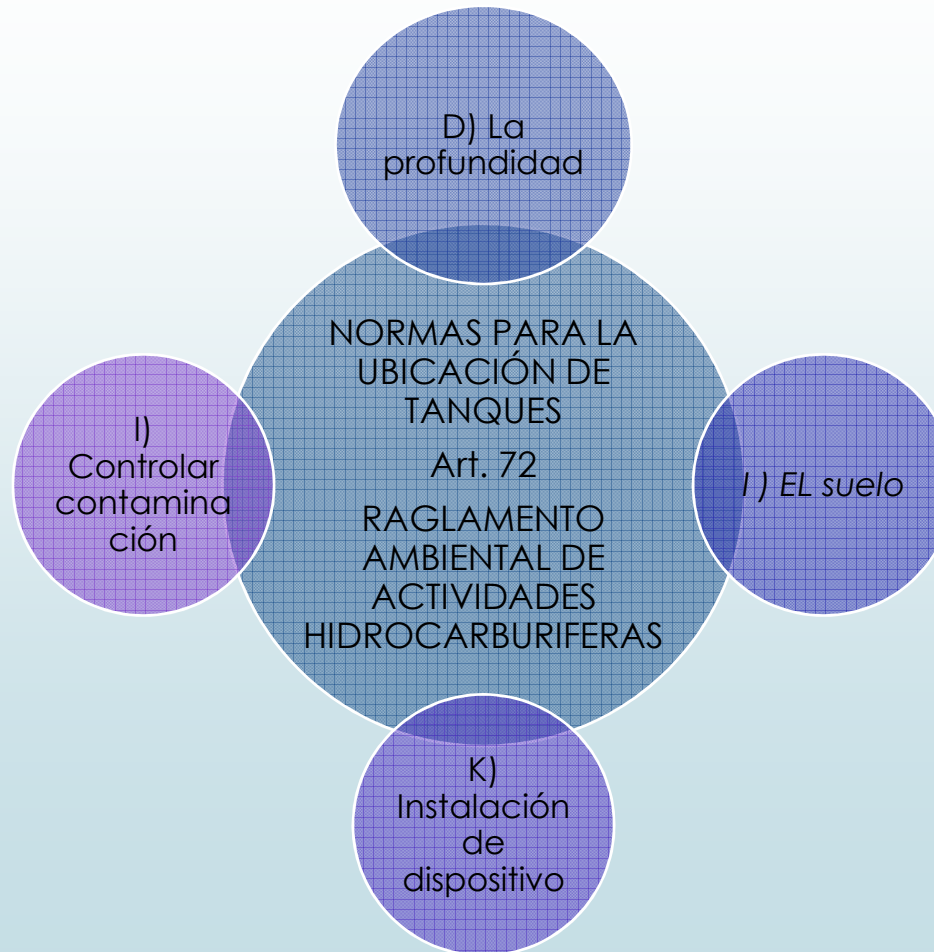 D) La
profundidad
NORMAS PARA LA
UBICACIÓN DE
TANQUES
Art. 72
RAGLAMENTO
AMBIENTAL DE
ACTIVIDADES
HIDROCARBURIFERAS
I)
Controlar
contamina
ción
I ) EL suelo
K)
Instalación
de
dispositivo